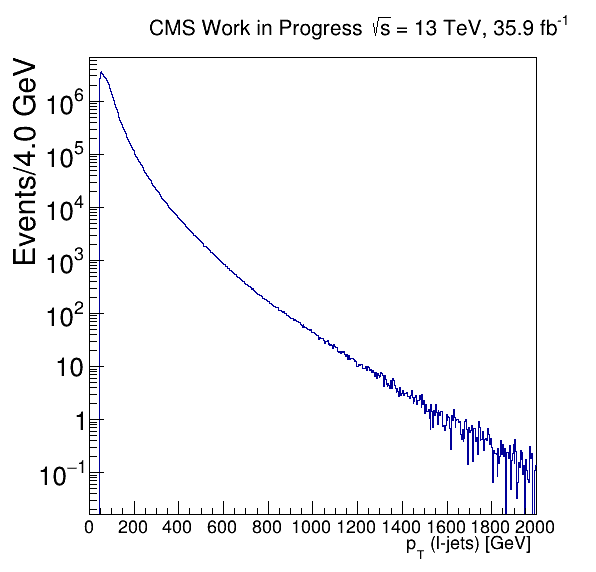 CMS Work in Progress √s = 13 TeV, 35.9 fb⁻¹
Events/4.0 GeV
10⁶
10⁵
10⁴
10³
10²
10
1
10⁻¹
0 200 400 600 800 1000 1200 1400 1600 1800 2000
p_T (l-jets) [GeV]